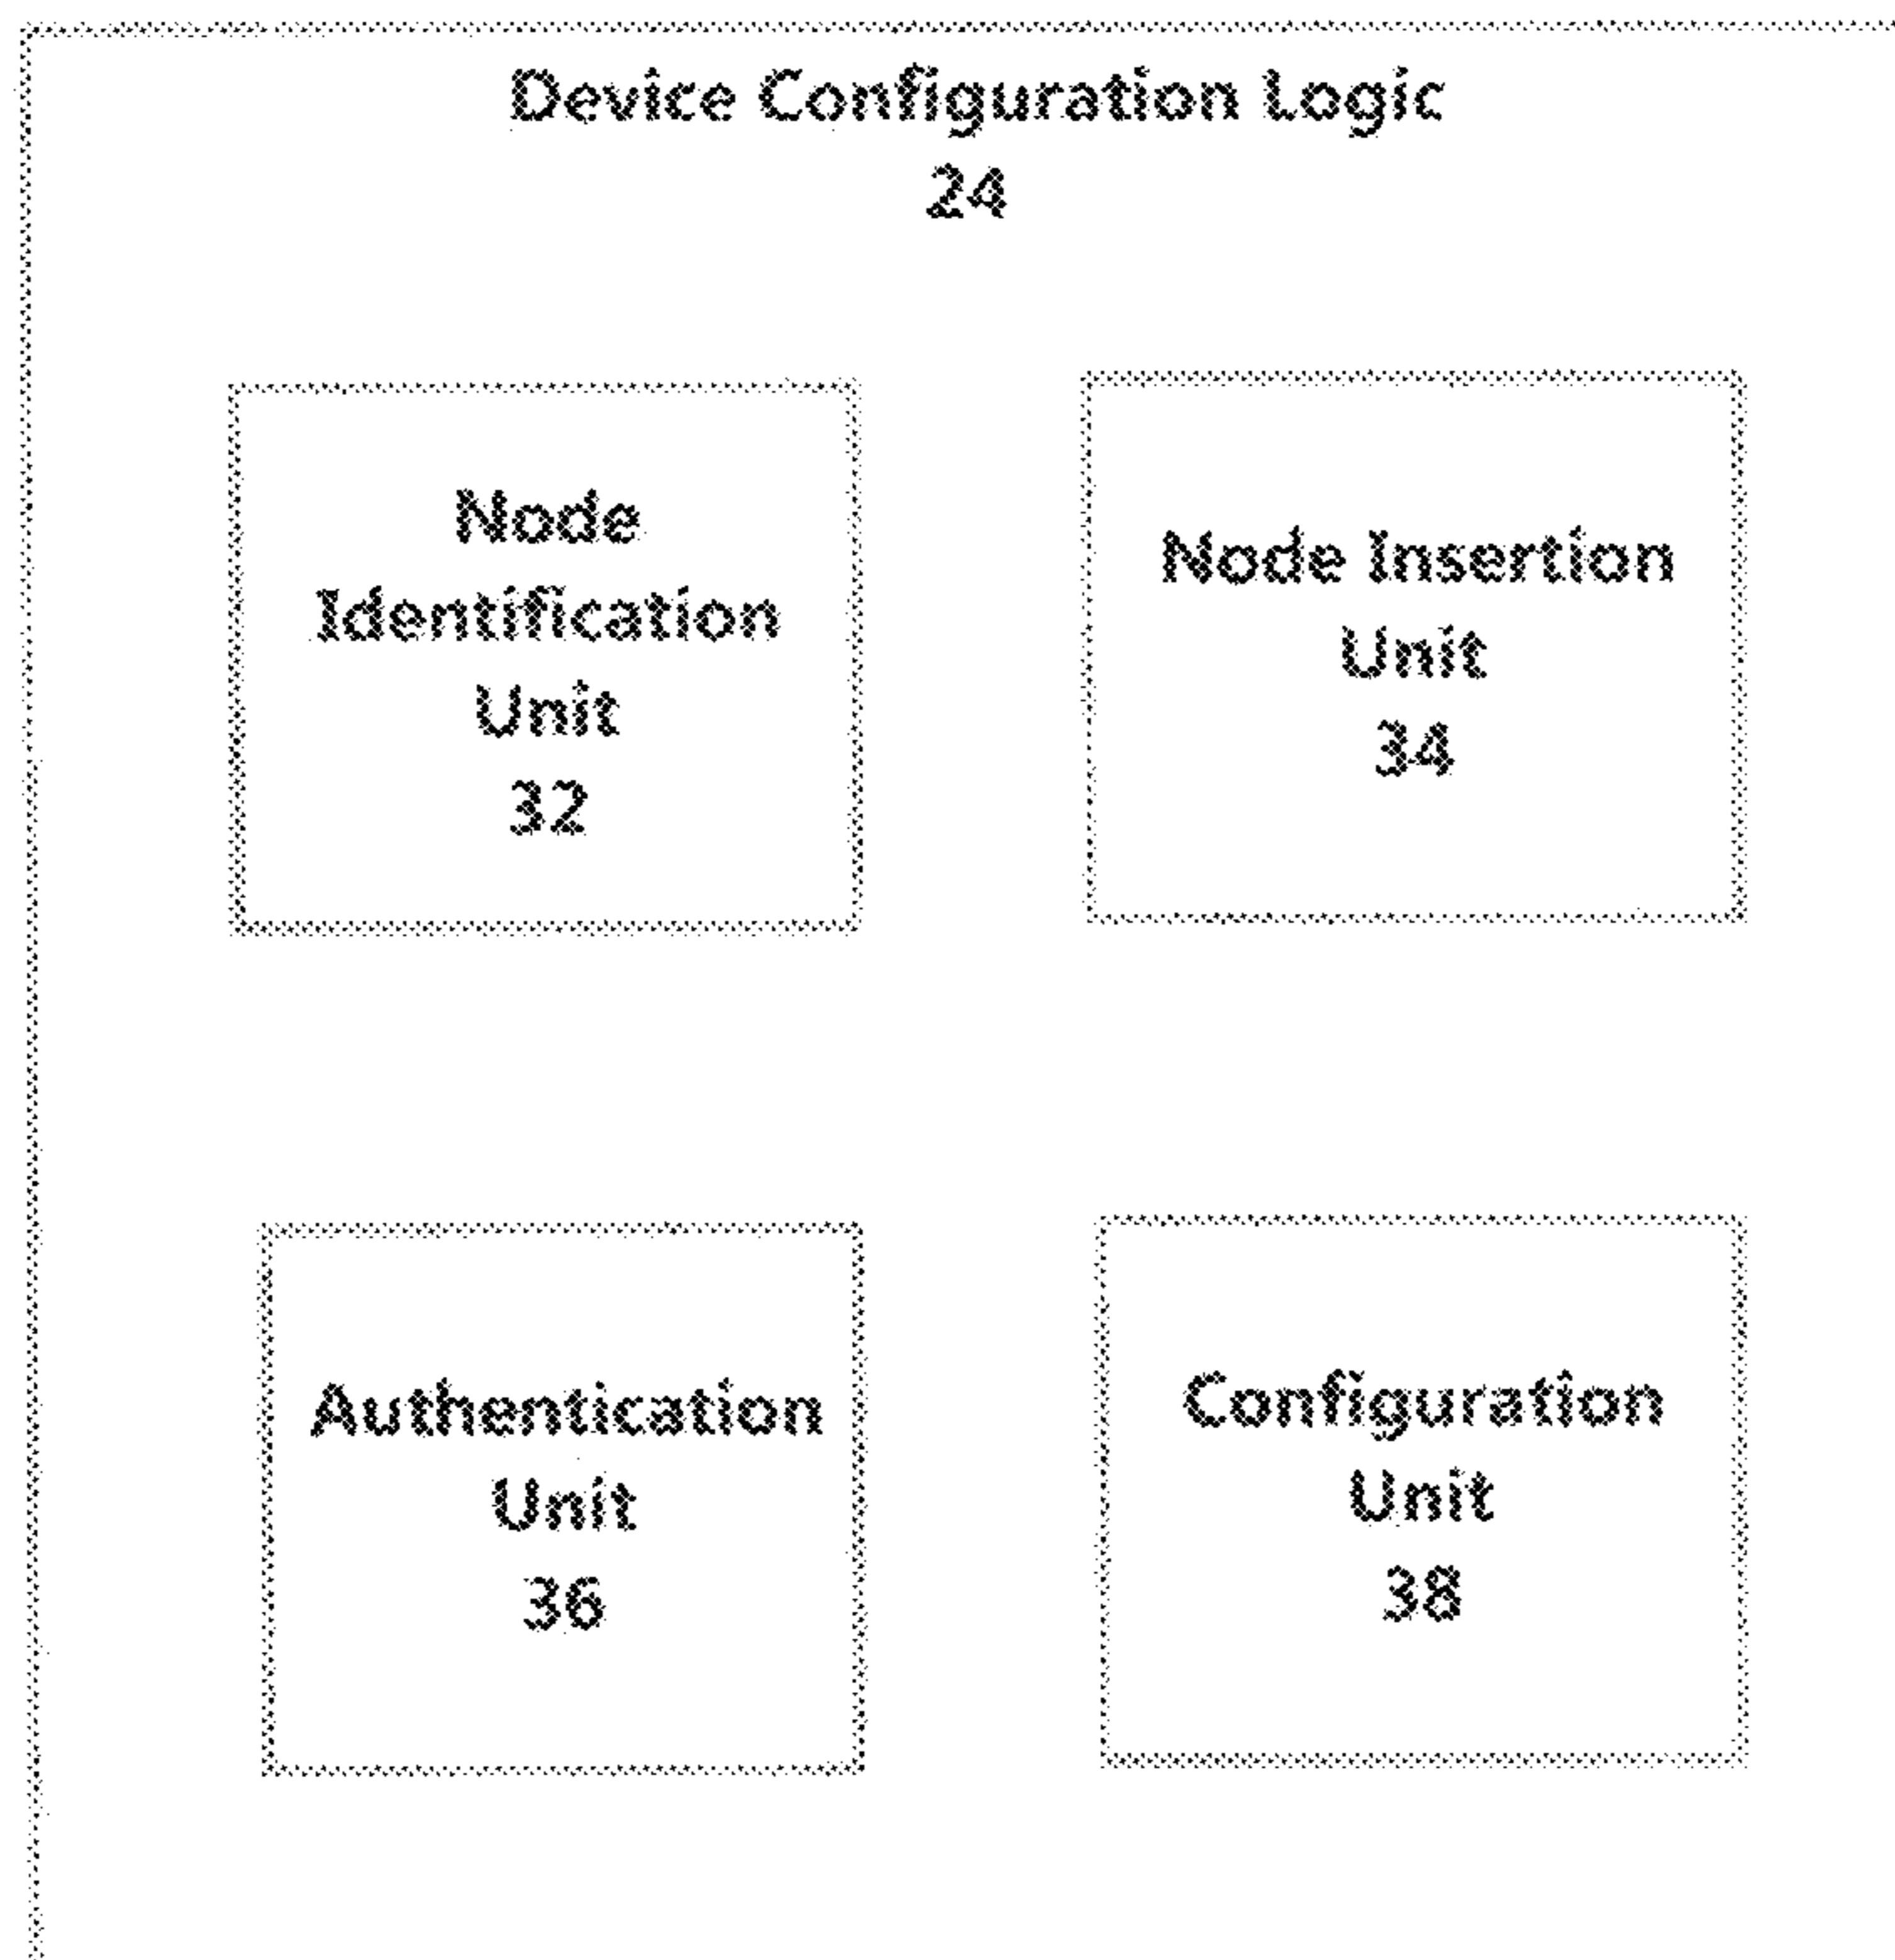 Device Configuration Logic
24
Node
Identification
Unit
32
Node Insertion
Unit
34
Authentication
Unit
36
Configuration
Unit
38